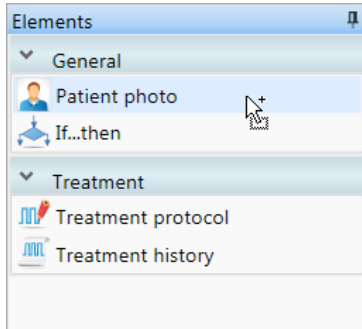 Elements
General
Patient photo
If...then
Treatment
Treatment protocol
Treatment history